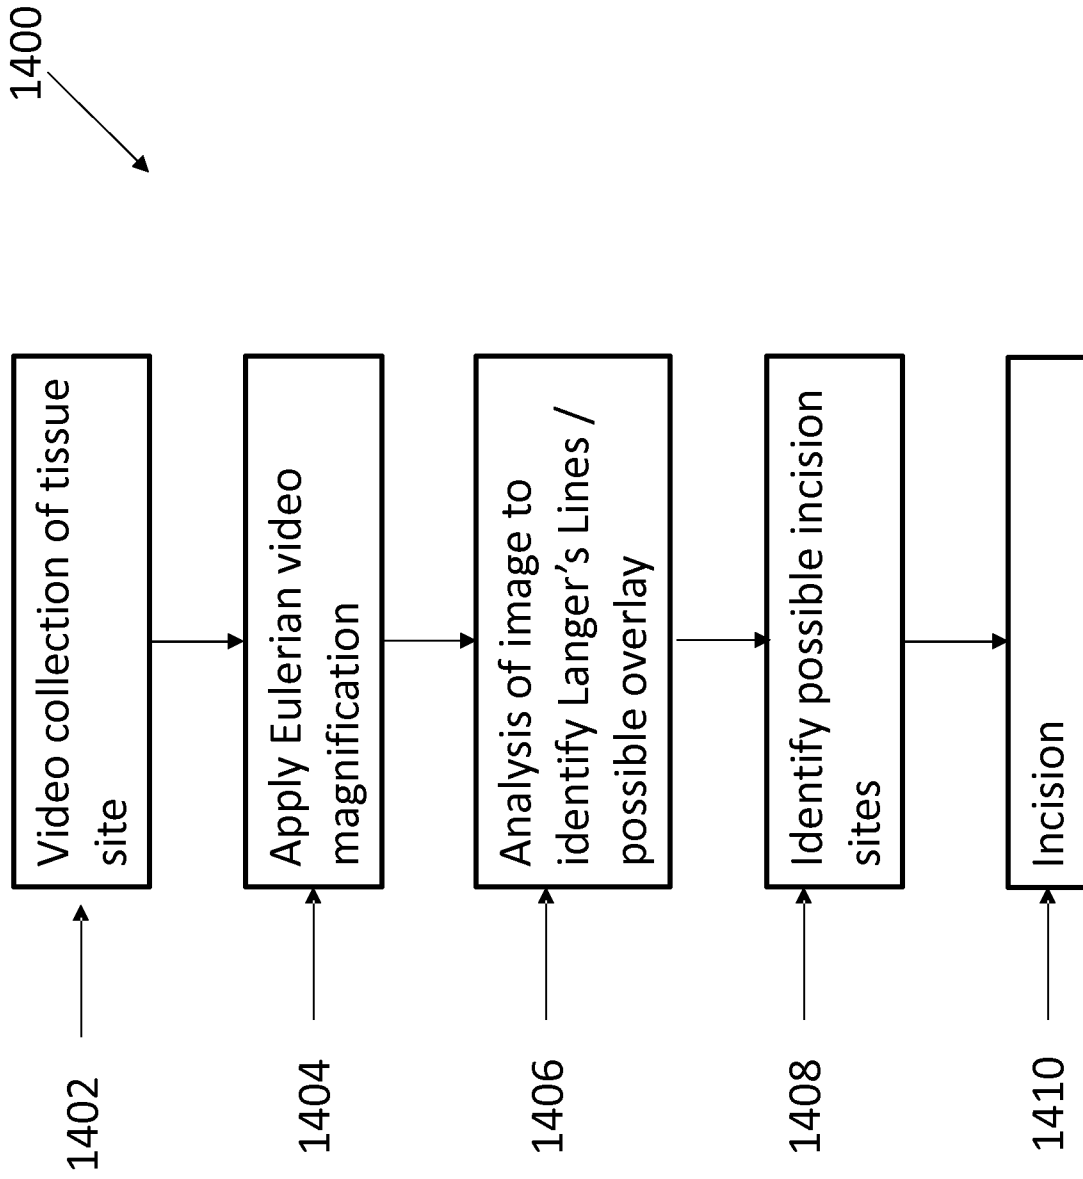 1400
1402
Video collection of tissue
site
1404
Apply Eulerian video
magnification
1406
Analysis of image to
identify Langer’s Lines /
possible overlay
1408
Identify possible incision
sites
1410
Incision